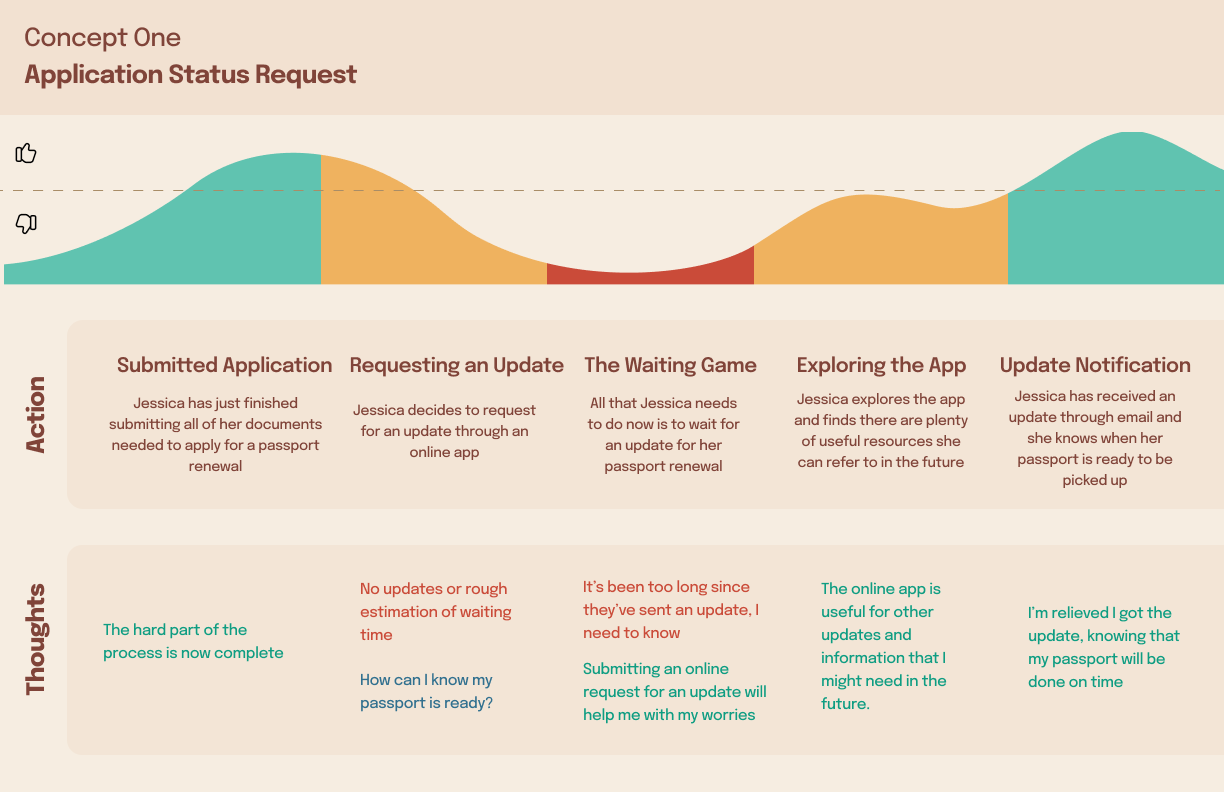 Concept One
Application Status Request
Action
Submitted Application
Jessica has just finished
submitting all of her documents
needed to apply for a passport
renewal
Requesting an Update
Jessica decides to request
for an update through an
online app
The Waiting Game
All that Jessica needs
to do now is to wait for
an update for her
passport renewal
Exploring the App
Jessica explores the app
and finds there are plenty
of useful resources she
can refer to in the future
Update Notification
Jessica has received an
update through email and
she knows when her
passport is ready to be
picked up
Thoughts
The hard part of the
process is now complete
No updates or rough
estimation of waiting
time
How can I know my
passport is ready?
It’s been too long since
they’ve sent an update, I
need to know
Submitting an online
request for an update will
help me with my worries
The online app is
useful for other
updates and
information that I
might need in the
future.
I’m relieved I got the
update, knowing that
my passport will be
done on time